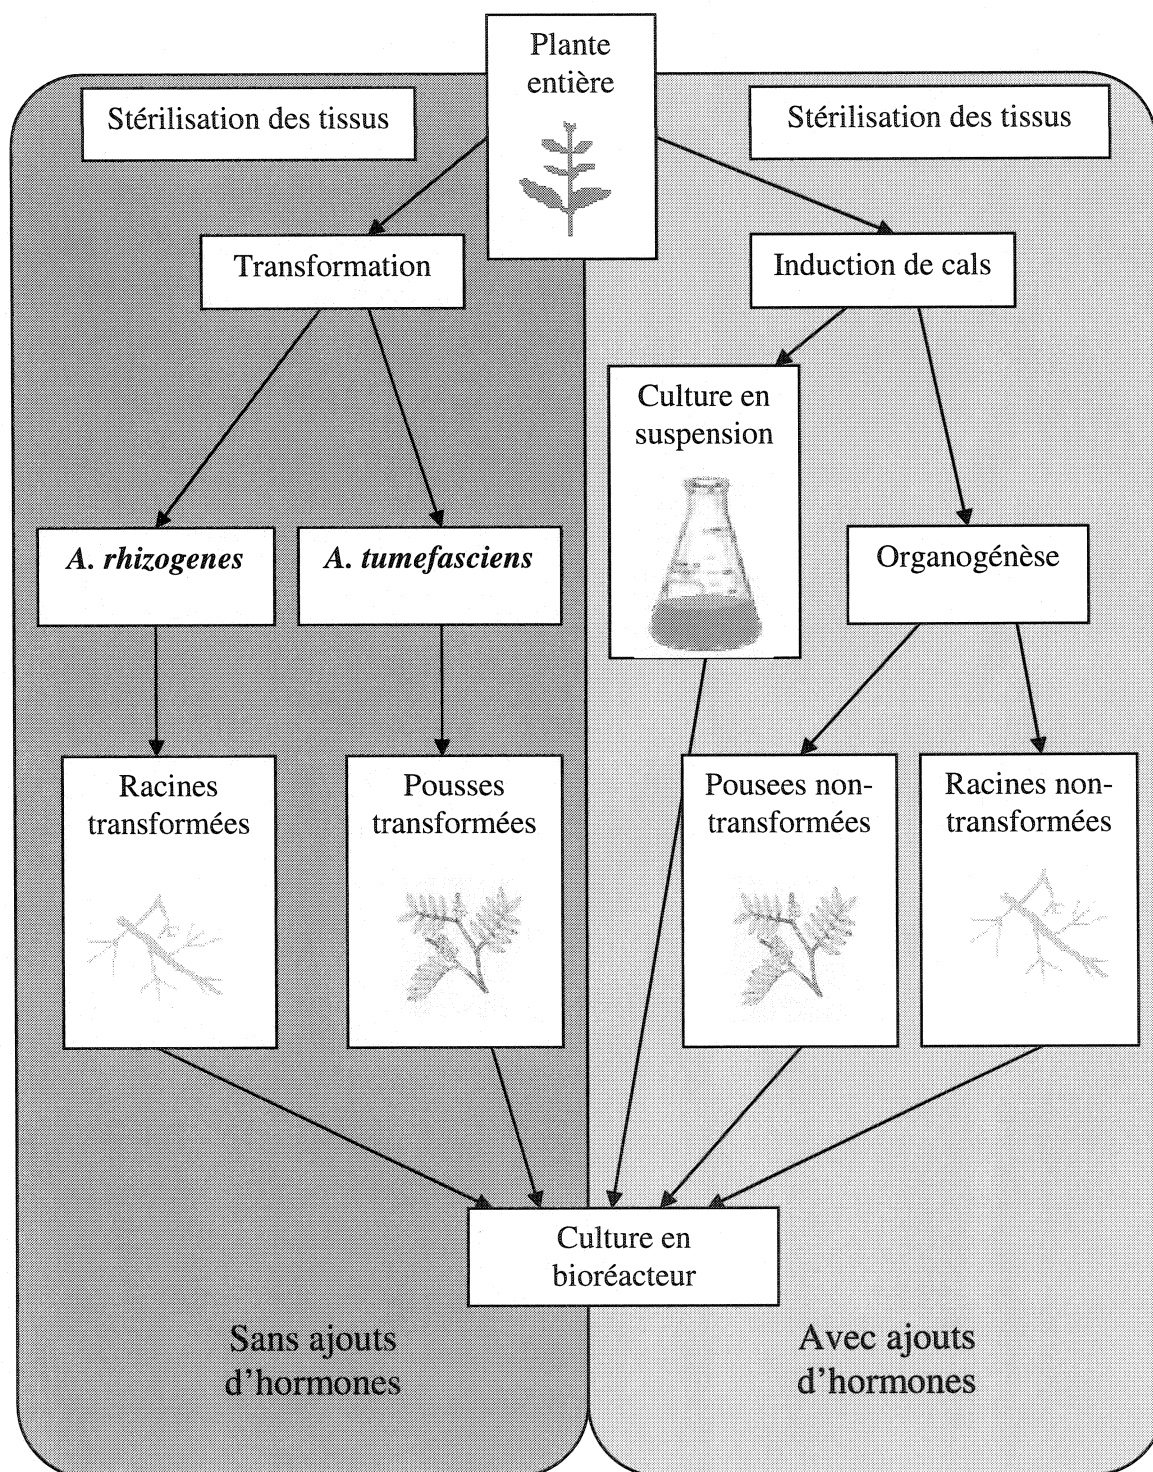 Plante
entière
Stérilisation des tissus
Stérilisation des tissus
Transformation
Induction de cals
Culture en
suspension
A. rhizogenes
A. tumefasciens
Organogénèse
Racines
transformées
Pousses
transformées
Pousees non-
transformées
Racines non-
transformées
Culture en
bioréacteur
Sans ajouts
d'hormones
Avec ajouts
d'hormones